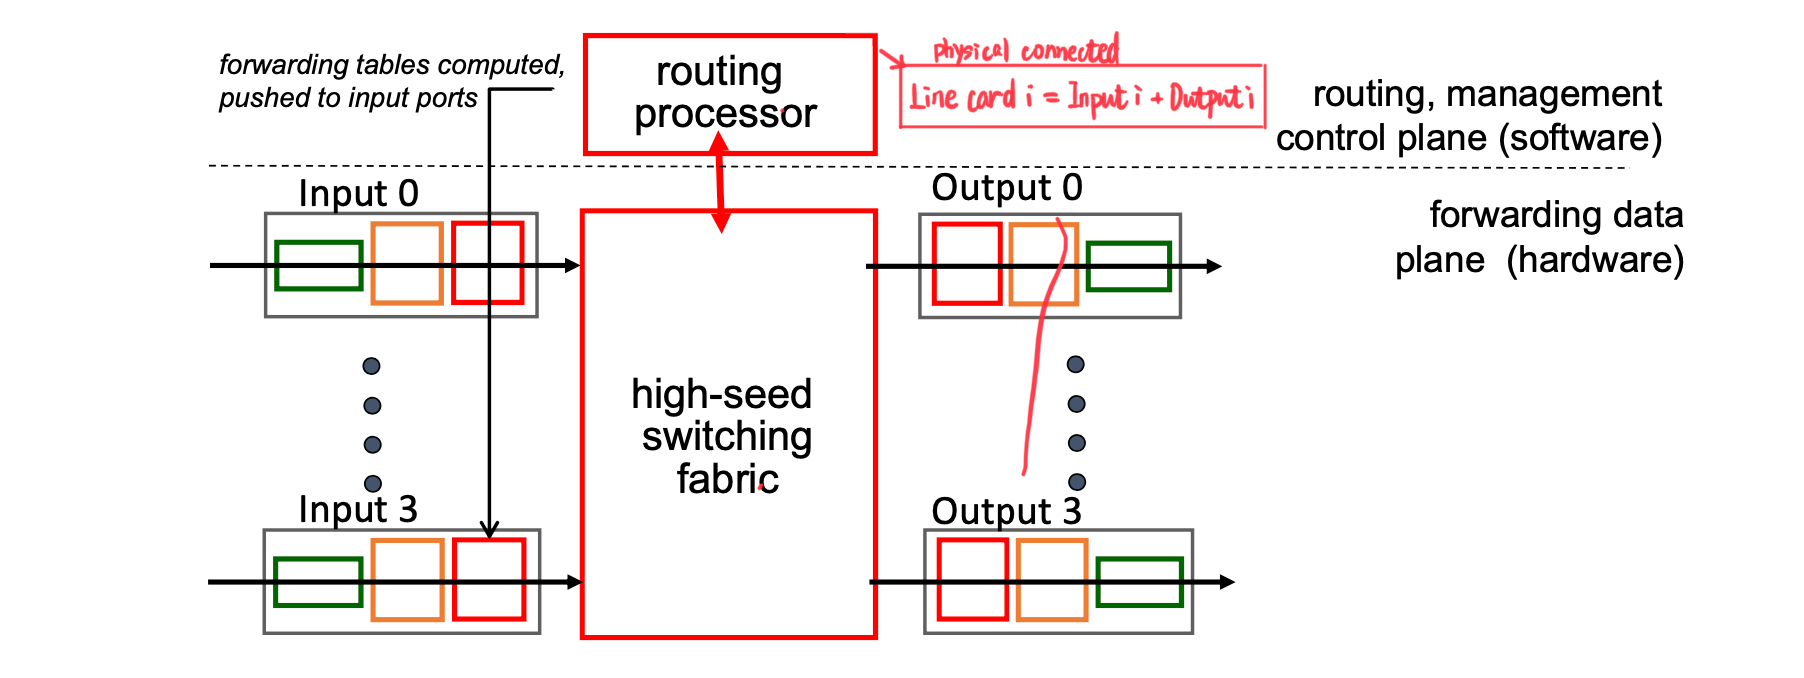 forwarding tables computed,
pushed to input ports
routing
processor
physical connected
Line card i = Input i + Output i
routing, management
control plane (software)
Input 0
Output 0
forwarding data
plane (hardware)
high-seed
switching
fabric
Input 3
Output 3